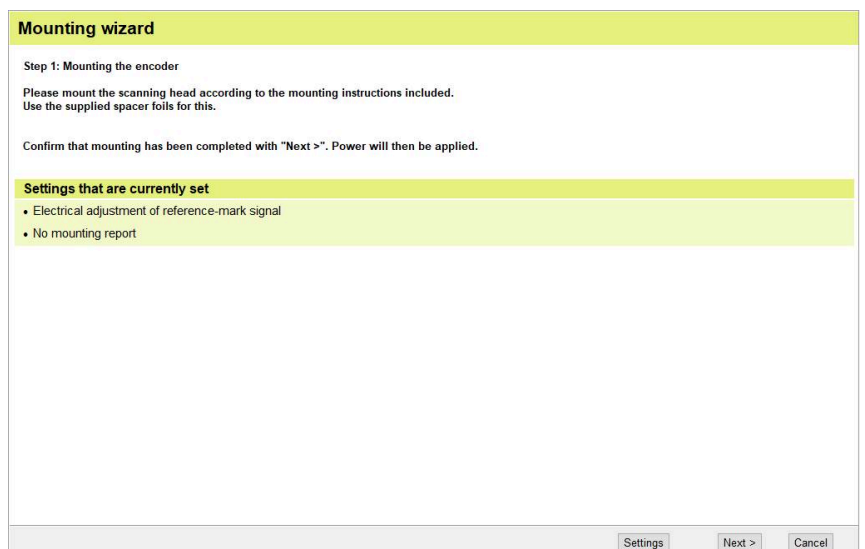 Mounting wizard
Step 1: Mounting the encoder
Please mount the scanning head according to the mounting instructions included.
Use the supplied spacer foils for this.
Confirm that mounting has been completed with "Next >". Power will then be applied.
Settings that are currently set
• Electrical adjustment of reference-mark signal
• No mounting report
Settings Next > Cancel